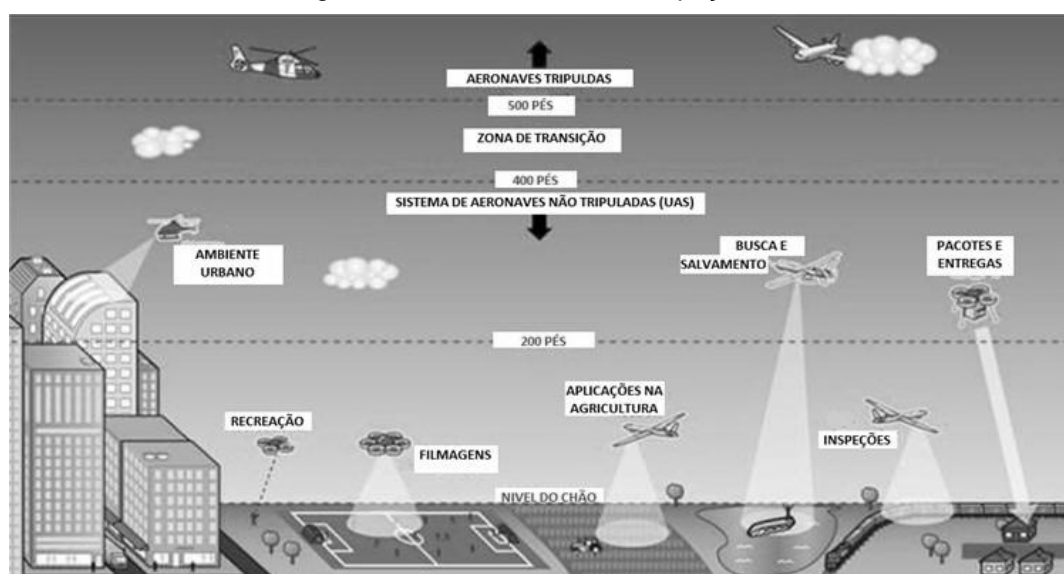 AERONAVES TRIPULDAS
500 PÉS
ZONA DE TRANSIÇÃO
400 PÉS
SISTEMA DE AERONAVES NÃO TRIPULADAS (UAS)
AMBIENTE
URBANO
BUSCA E
SALVAMENTO
PACOTES E
ENTREGAS
200 PÉS
RECREAÇÃO
FILMAGENS
APLICAÇÕES NA
AGRICULTURA
INSPEÇÕES
NIVEL DO CHÃO